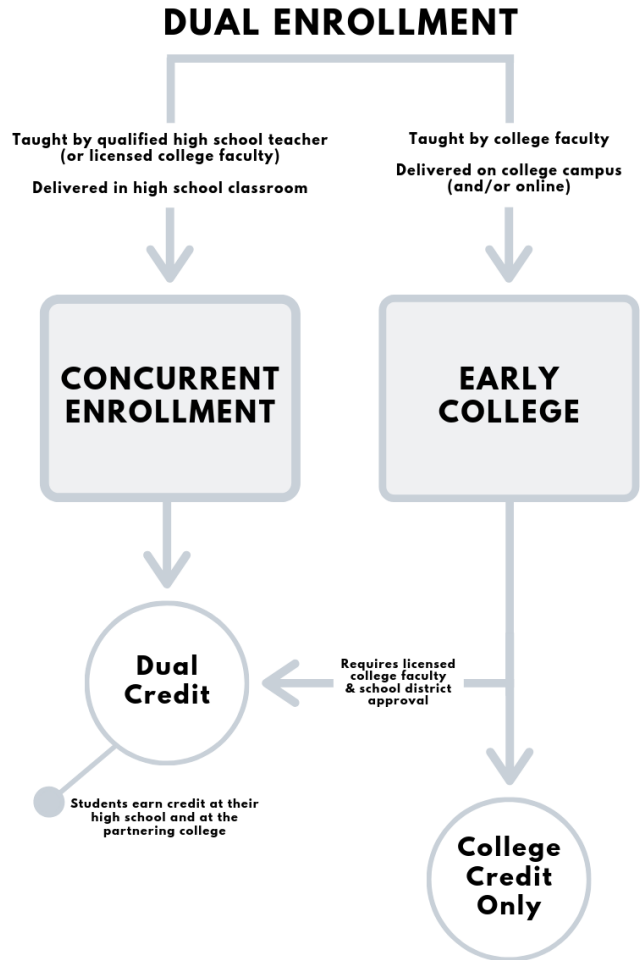 DUAL ENROLLMENT
Taught by qualified high school teacher
(or licensed college faculty)
Delivered in high school classroom
Taught by college faculty
Delivered on college campus
(and/or online)
CONCURRENT
ENROLLMENT
EARLY
COLLEGE
Dual
Credit
Requires licensed
college faculty
& school district
approval
Students earn credit at their
high school and at the
partnering college
College
Credit
Only